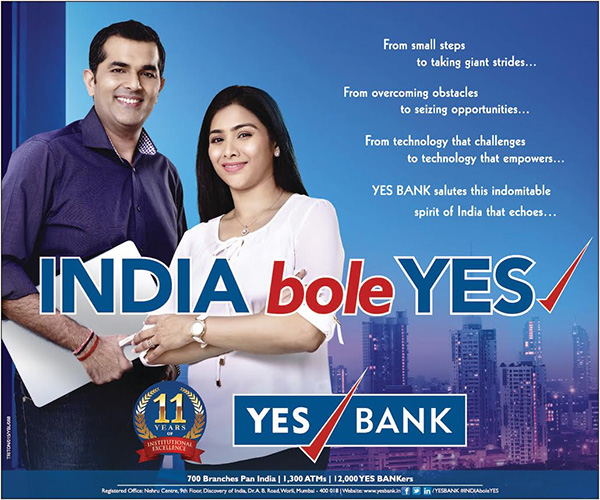 From small steps
to taking giant strides...
From overcoming obstacles
to seizing opportunities...
From technology that challenges
to technology that empowers...
YES BANK salutes this indomitable
spirit of India that echoes...
INDIA bole YES
11
YEARS
OF
INSTITUTIONAL
EXCELLENCE
YES BANK
700 Branches Pan India | 1,300 ATMs | 12,000 YES BANKers
Registered Office: Nehru Centre, 9th Floor, Discovery of India, Dr. A. B. Road, Worli, Mumbai - 400 018 | Website: www.yesbank.in /YESBANK #INDIAboleYES